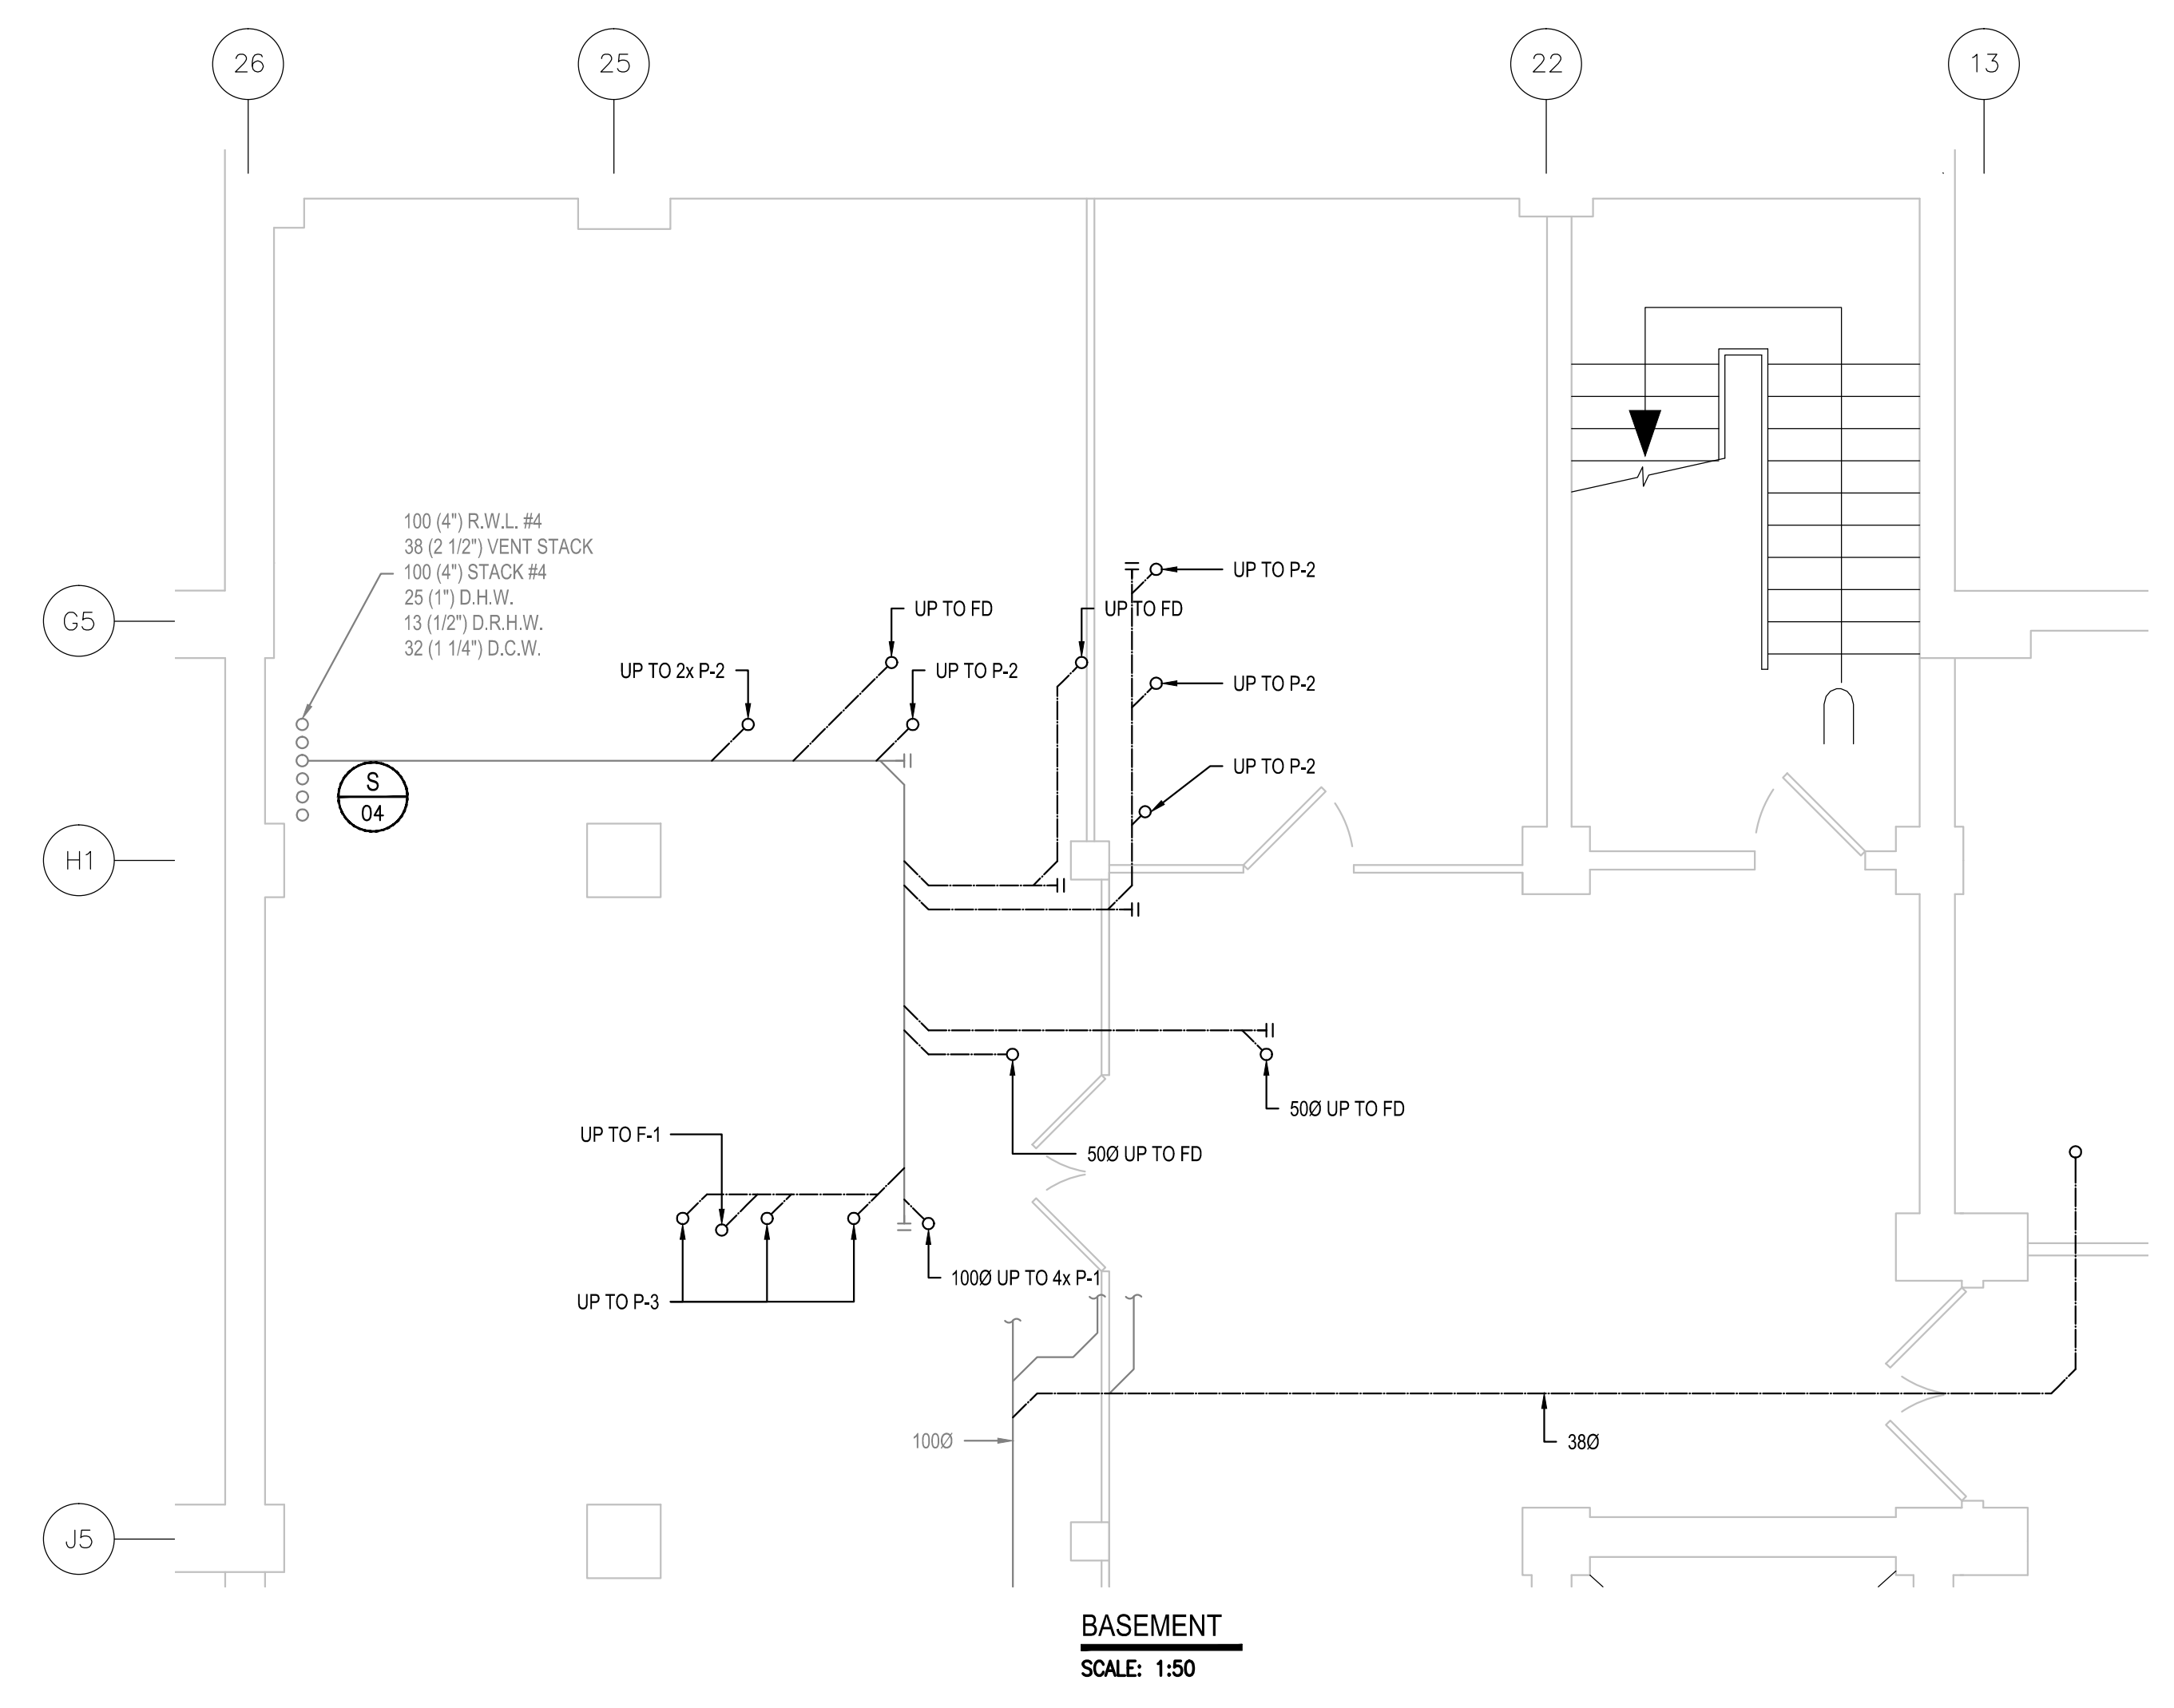 26
25
22
13
100 (4") R.W.L. #4
38 (2 1/2") VENT STACK
100 (4") STACK #4
25 (1") D.H.W.
13 (1/2") D.R.H.W.
32 (1 1/4") D.C.W.
G5
UP TO P-2
UP TO FD
UP TO FD
UP TO 2x P-2
UP TO P-2
UP TO P-2
UP TO P-2
S
04
H1
50Ø UP TO FD
UP TO F-1
50Ø UP TO FD
100Ø UP TO 4x P-1
UP TO P-3
100Ø
38Ø
J5
BASEMENT
SCALE: 1:50